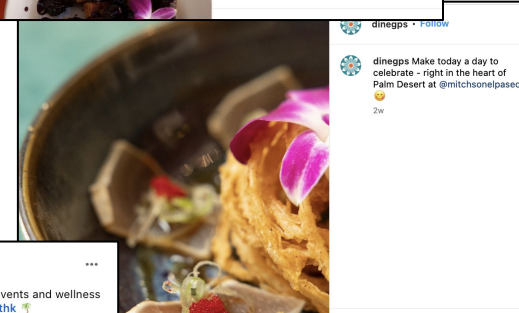 dinegps • Follow
dinegps Make today a day to
celebrate - right in the heart of
Palm Desert at @mitchsonelpaseo
😋
2w
•••
vents and wellness
thk 🌴